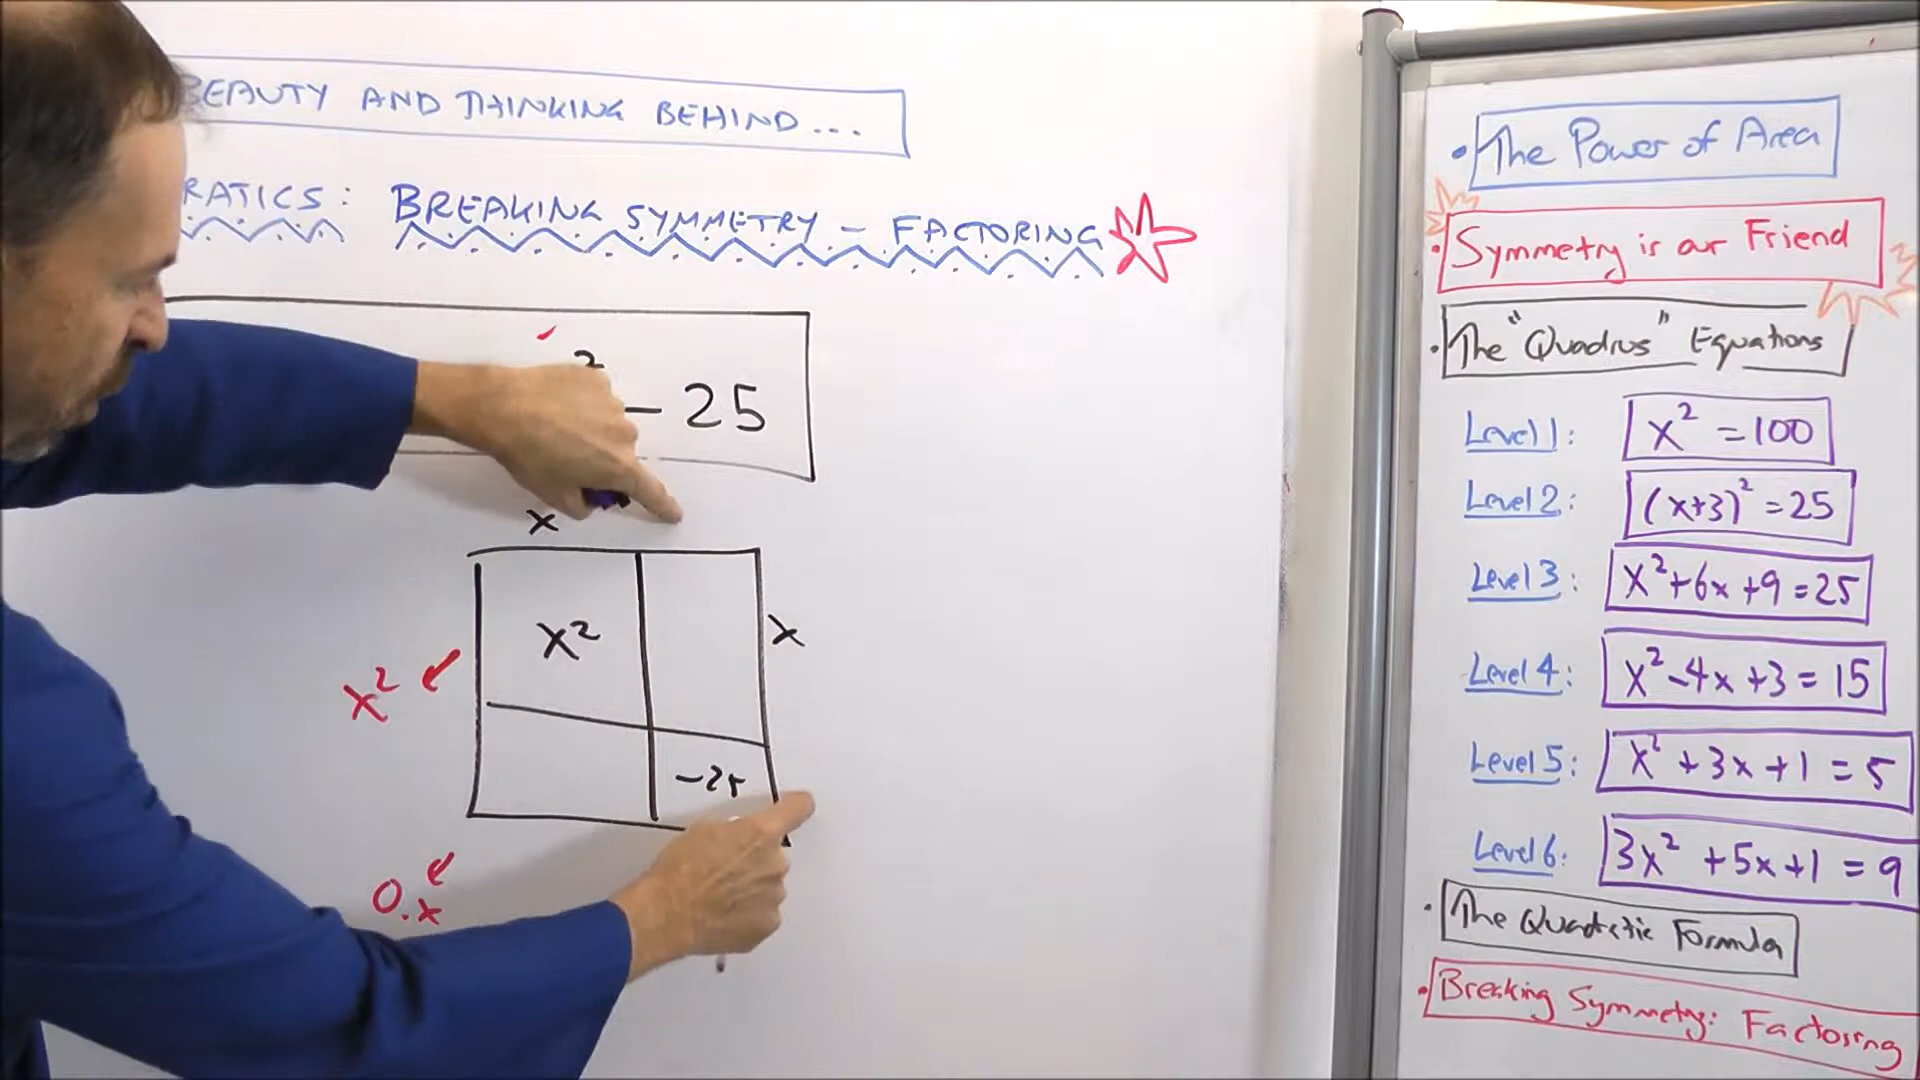 BEAUTY AND THINKING BEHIND...
RATICS: BREAKING SYMMETRY – FACTORING
² – 25
x
x²
x
x²
–25
0.x
• The Power of Area
• Symmetry is our Friend
• The "Quadrus" Equations
Level 1: x² = 100
Level 2: (x+3)² = 25
Level 3: x²+6x+9=25
Level 4: x²-4x+3=15
Level 5: x²+3x+1=5
Level 6: 3x²+5x+1=9
• The Quadratic Formula
• Breaking Symmetry: Factoring